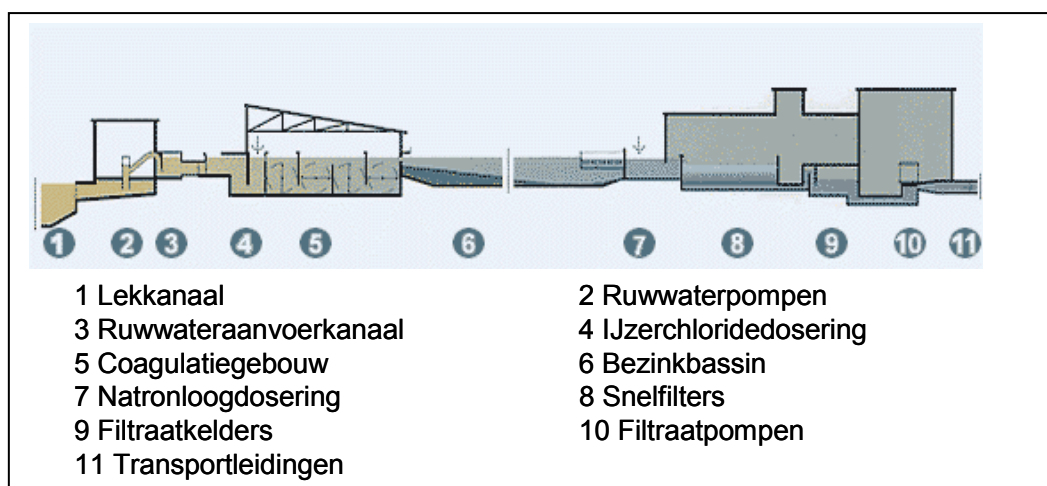 1 2 3 4 5 6 7 8 9 10 11
1 Lekkanaal 2 Ruwwaterpompen
3 Ruwwateraanvoerkanaal 4 IJzerchloridedosering
5 Coagulatiegebouw 6 Bezinkbassin
7 Natronloogdosering 8 Snelfilters
9 Filtraatkelders 10 Filtraatpompen
11 Transportleidingen